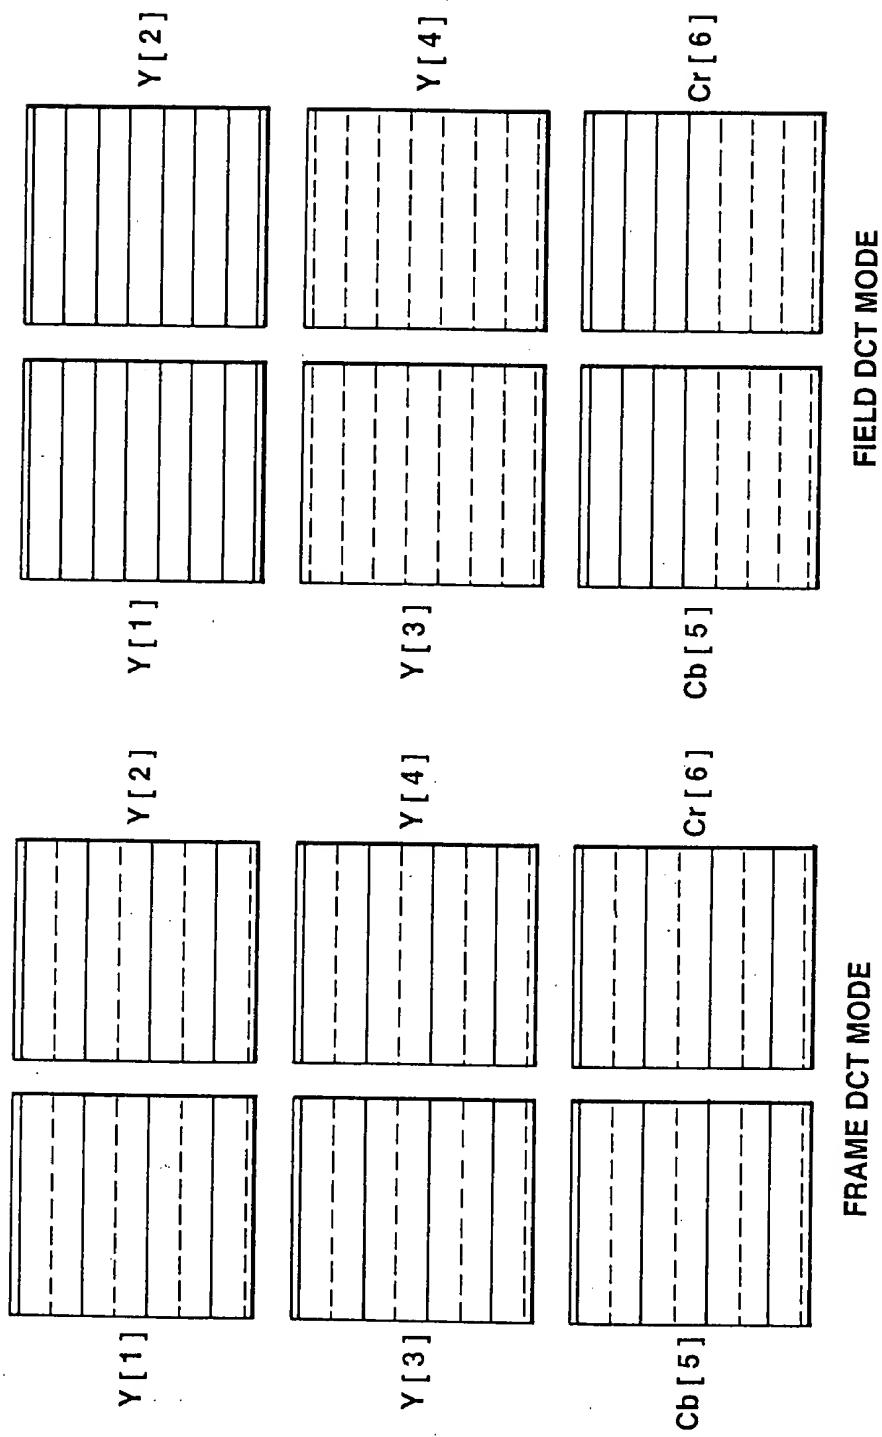 Y[1]
Y[2]
Y[3]
Y[4]
Cb[5]
Cr[6]
FRAME DCT MODE
Y[1]
Y[2]
Y[3]
Y[4]
Cb[5]
Cr[6]
FIELD DCT MODE